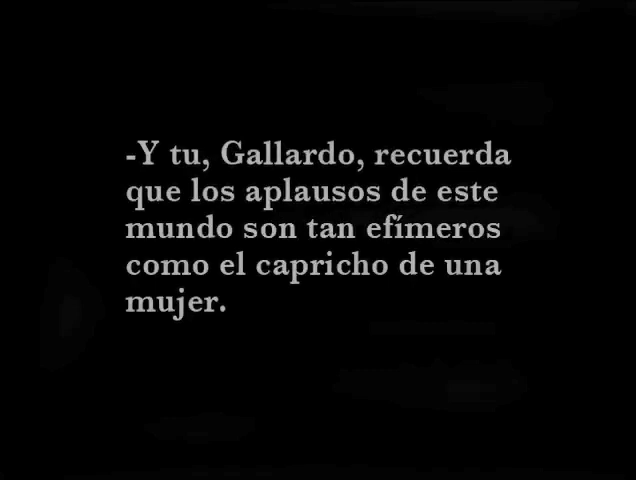 -Y tu, Gallardo, recuerda
que los aplausos de este
mundo son tan efímeros
como el capricho de una
mujer.